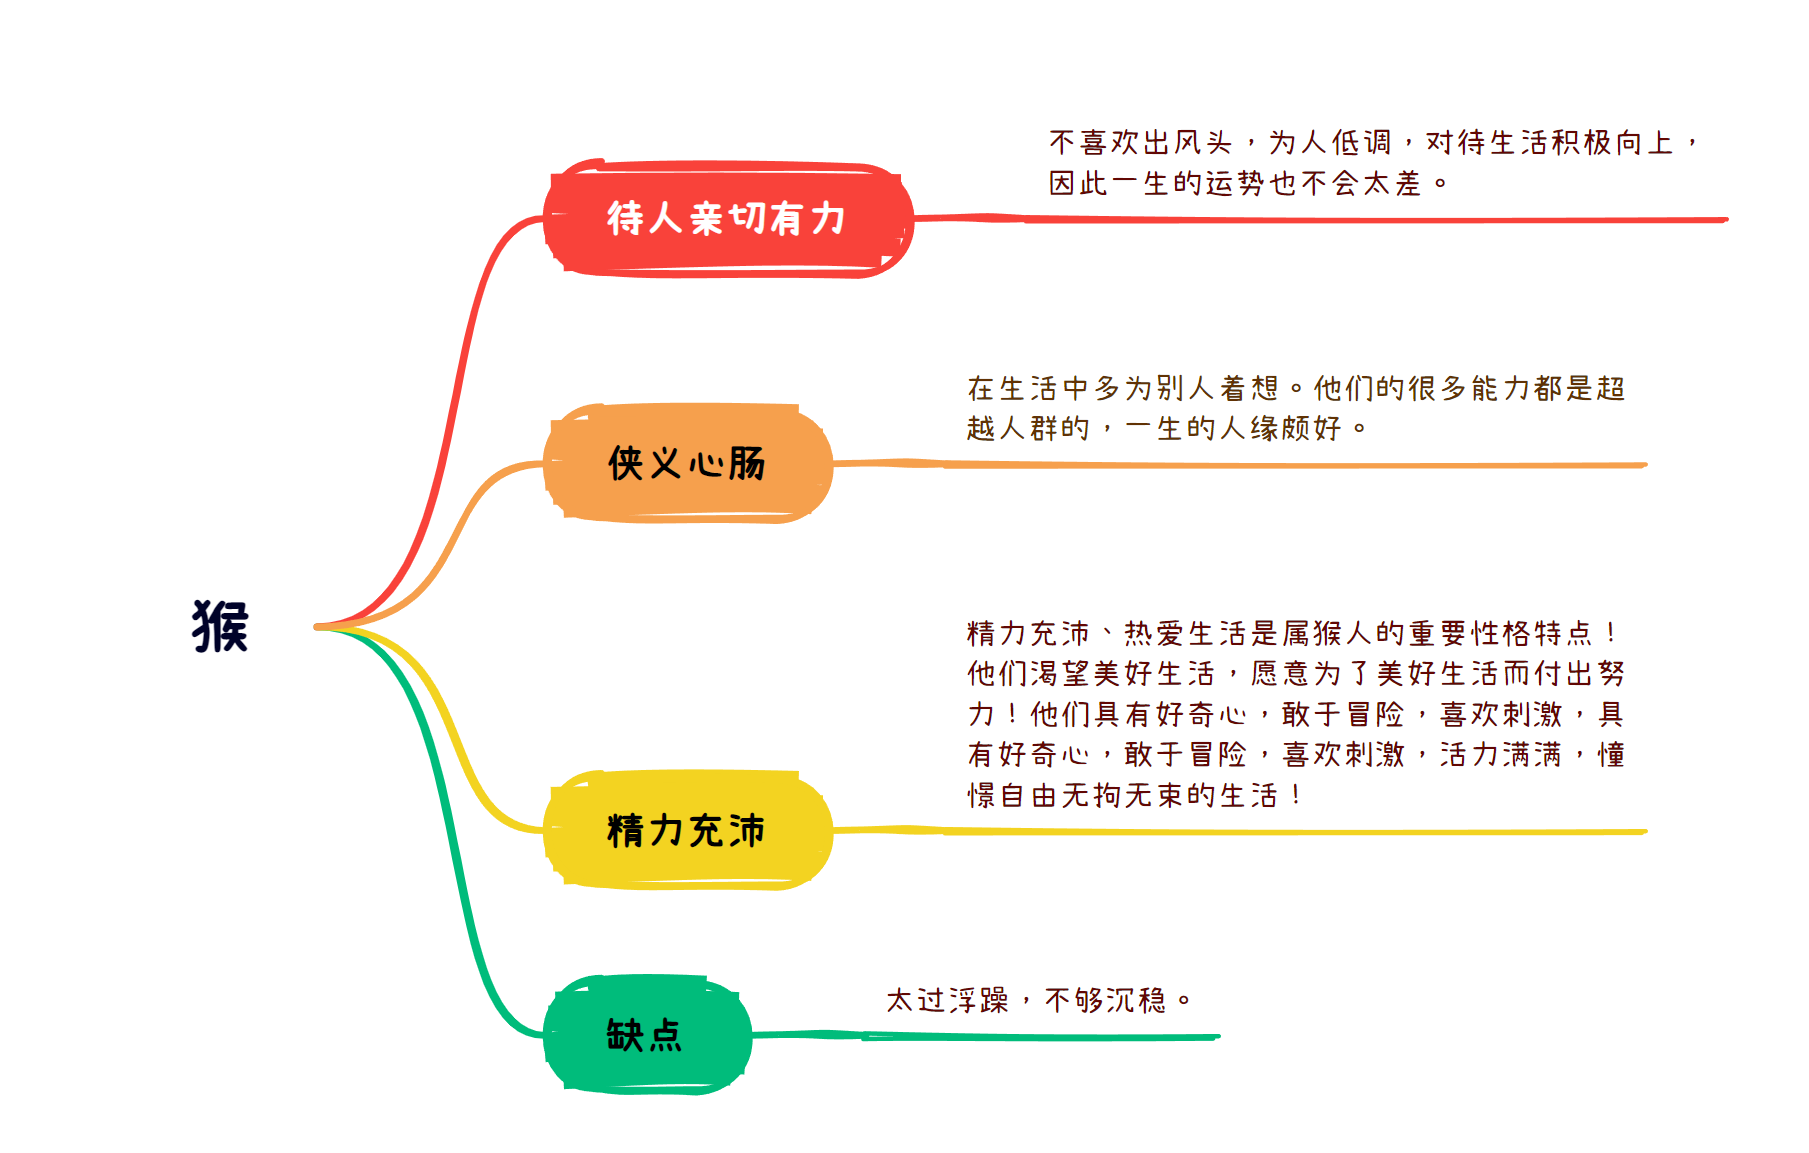 猴
待人亲切有力
不喜欢出风头，为人低调，对待生活积极向上，
因此一生的运势也不会太差。
侠义心肠
在生活中多为别人着想。他们的很多能力都是超
越人群的，一生的人缘颇好。
精力充沛
精力充沛、热爱生活是属猴人的重要性格特点！
他们渴望美好生活，愿意为了美好生活而付出努
力！他们具有好奇心，敢于冒险，喜欢刺激，具
有好奇心，敢于冒险，喜欢刺激，活力满满，憧
憬自由无拘无束的生活！
缺点
太过浮躁，不够沉稳。